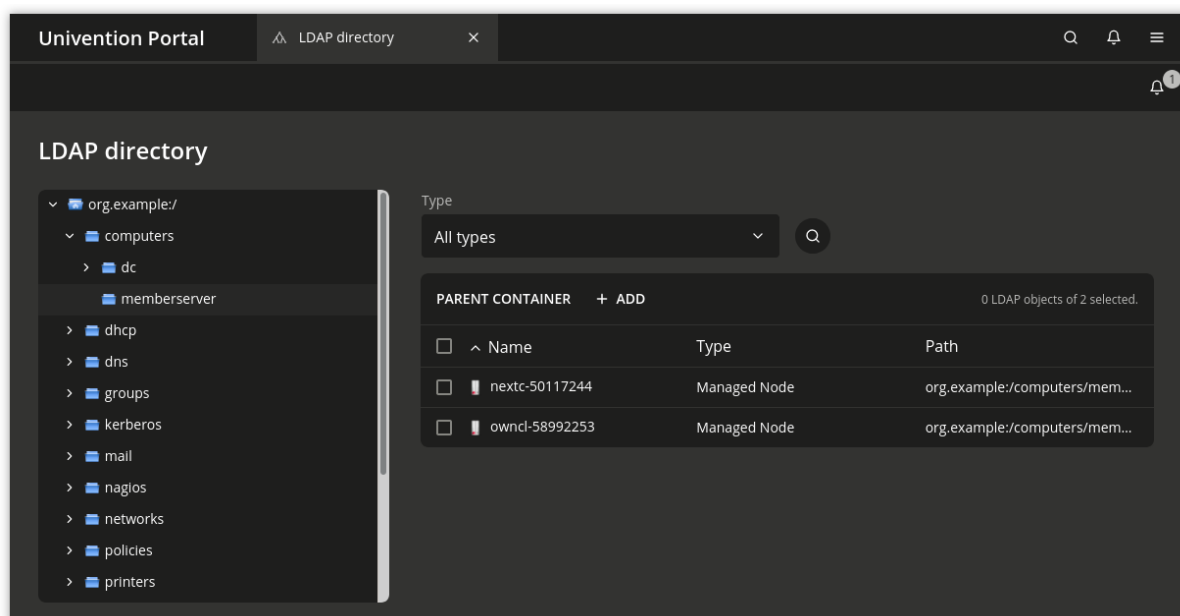 Univention Portal
LDAP directory
1
LDAP directory
org.example:/
computers
dc
memberserver
dhcp
dns
groups
kerberos
mail
nagios
networks
policies
printers
Type
All types
PARENT CONTAINER + ADD 0 LDAP objects of 2 selected.
Name Type Path
nextc-50117244 Managed Node org.example:/computers/mem...
owncl-58992253 Managed Node org.example:/computers/mem...